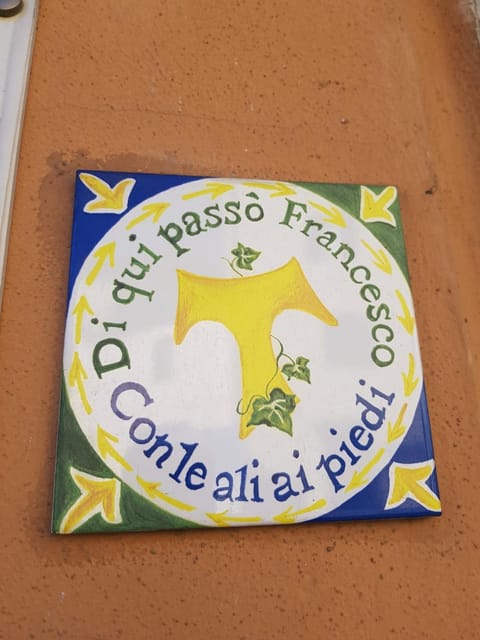 Di qui passò Francesco
Con le ali ai piedi